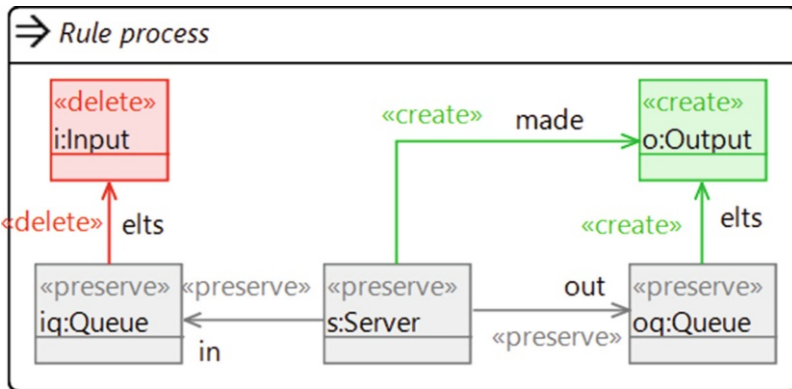 Rule process
«delete»
i:Input
«create»
made
«create»
o:Output
«delete»
elts
«create»
elts
«preserve»
iq:Queue
«preserve»
in
«preserve»
s:Server
out
«preserve»
«preserve»
oq:Queue